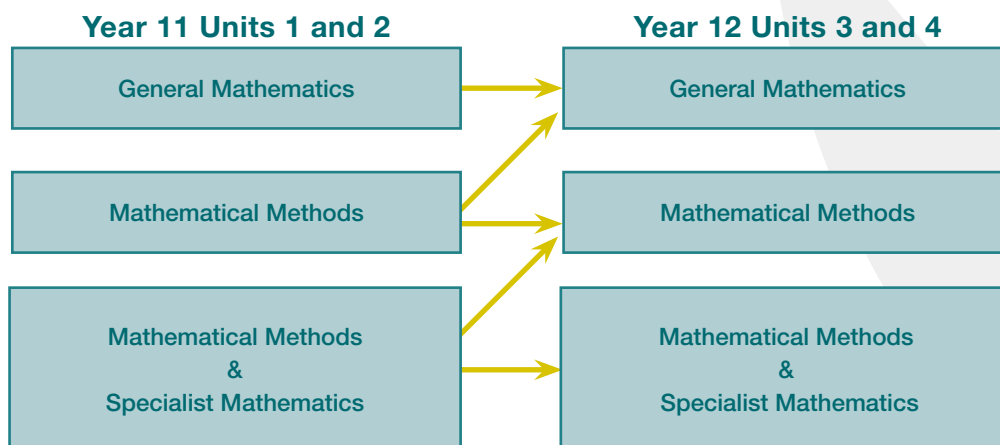 Year 11 Units 1 and 2
Year 12 Units 3 and 4
General Mathematics
General Mathematics
Mathematical Methods
Mathematical Methods
Mathematical Methods
&
Specialist Mathematics
Mathematical Methods
&
Specialist Mathematics